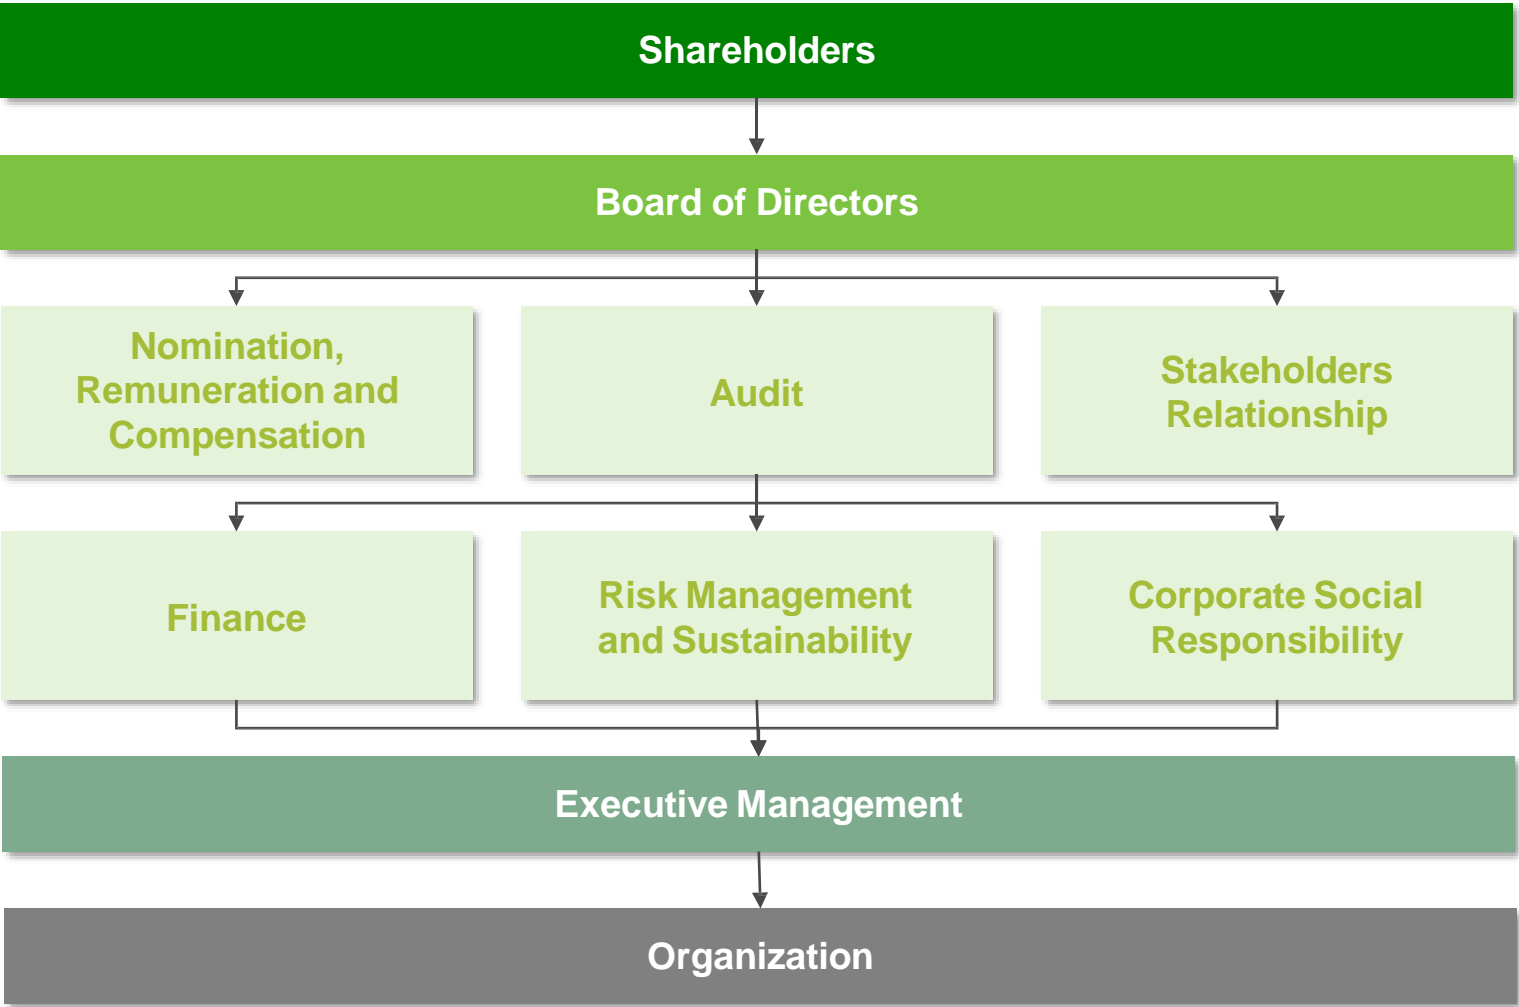 Shareholders
Board of Directors
Nomination,
Remuneration and
Compensation
Audit
Stakeholders
Relationship
Finance
Risk Management
and Sustainability
Corporate Social
Responsibility
Executive Management
Organization